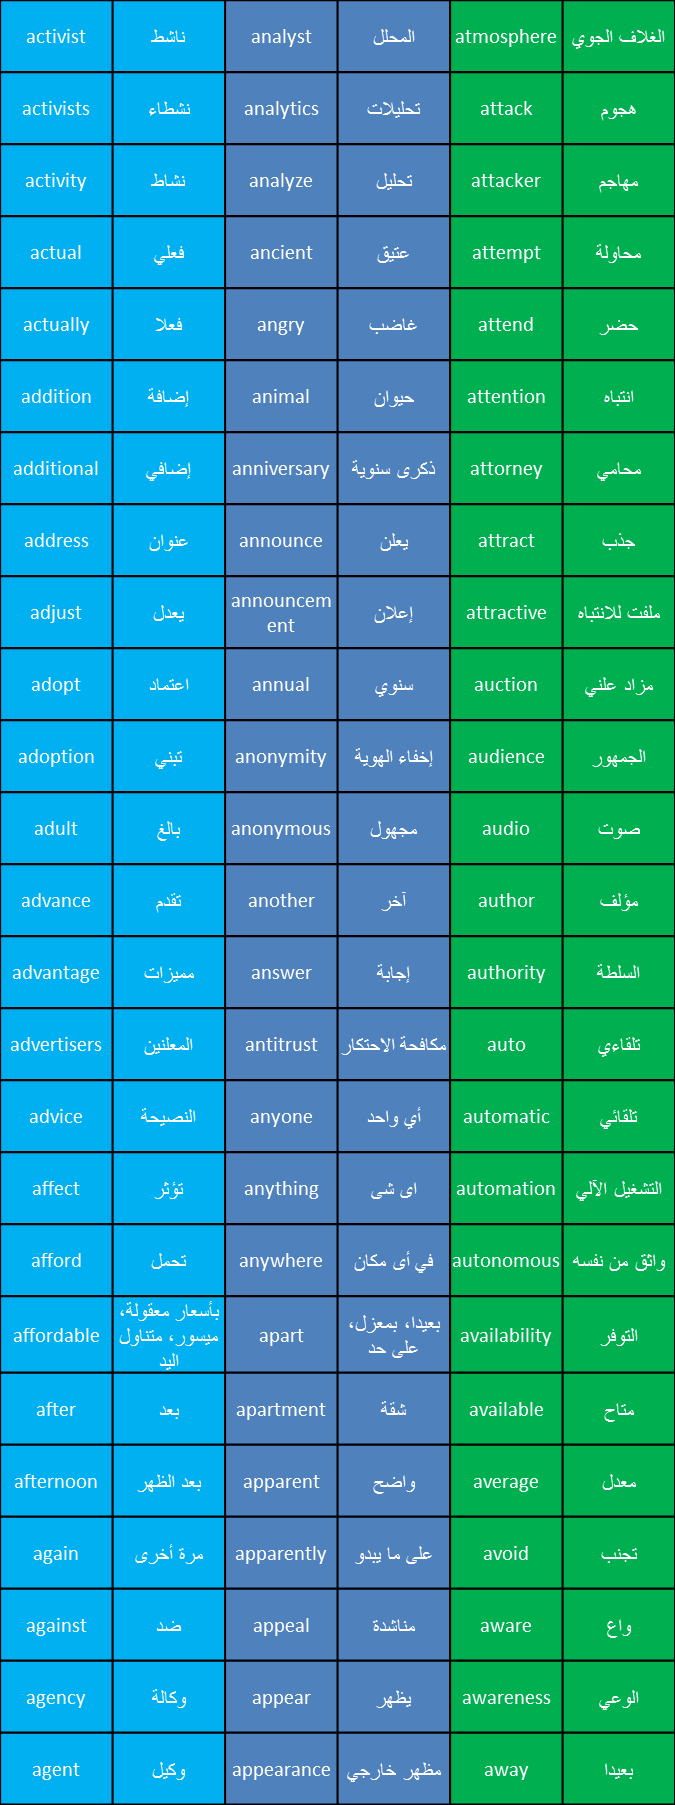 activist ناشط analyst المحلل atmosphere الغلاف الجوي
activists نشطاء analytics تحليلات attack هجوم
activity نشاط analyze تحليل attacker مهاجم
actual فعلي ancient عتيق attempt محاولة
actually فعلا angry غاضب attend حضر
addition إضافة animal حيوان attention انتباه
additional إضافي anniversary ذكرى سنوية attorney محامي
address عنوان announce يعلن attract جذب
adjust يعدل announcem
ent إعلان attractive ملفت للانتباه
adopt اعتماد annual سنوي auction مزاد علني
adoption تبني anonymity إخفاء الهوية audience الجمهور
adult بالغ anonymous مجهول audio صوت
advance تقدم another آخر author مؤلف
advantage مميزات answer إجابة authority السلطة
advertisers المعلنين antitrust مكافحة الاحتكار auto تلقاءي
advice النصيحة anyone أي واحد automatic تلقائي
affect تؤثر anything اى شى automation التشغيل الآلي
afford تحمل anywhere في أى مكان autonomous واثق من نفسه
affordable بأسعار معقولة،
ميسور، متناول
اليد apart بعيدا، بمعزل،
على حد availability التوفر
after بعد apartment شقة available متاح
afternoon بعد الظهر apparent واضح average معدل
again مرة أخرى apparently على ما يبدو avoid تجنب
against ضد appeal مناشدة aware واع
agency وكالة appear يظهر awareness الوعي
agent وكيل appearance مظهر خارجي away بعيدا